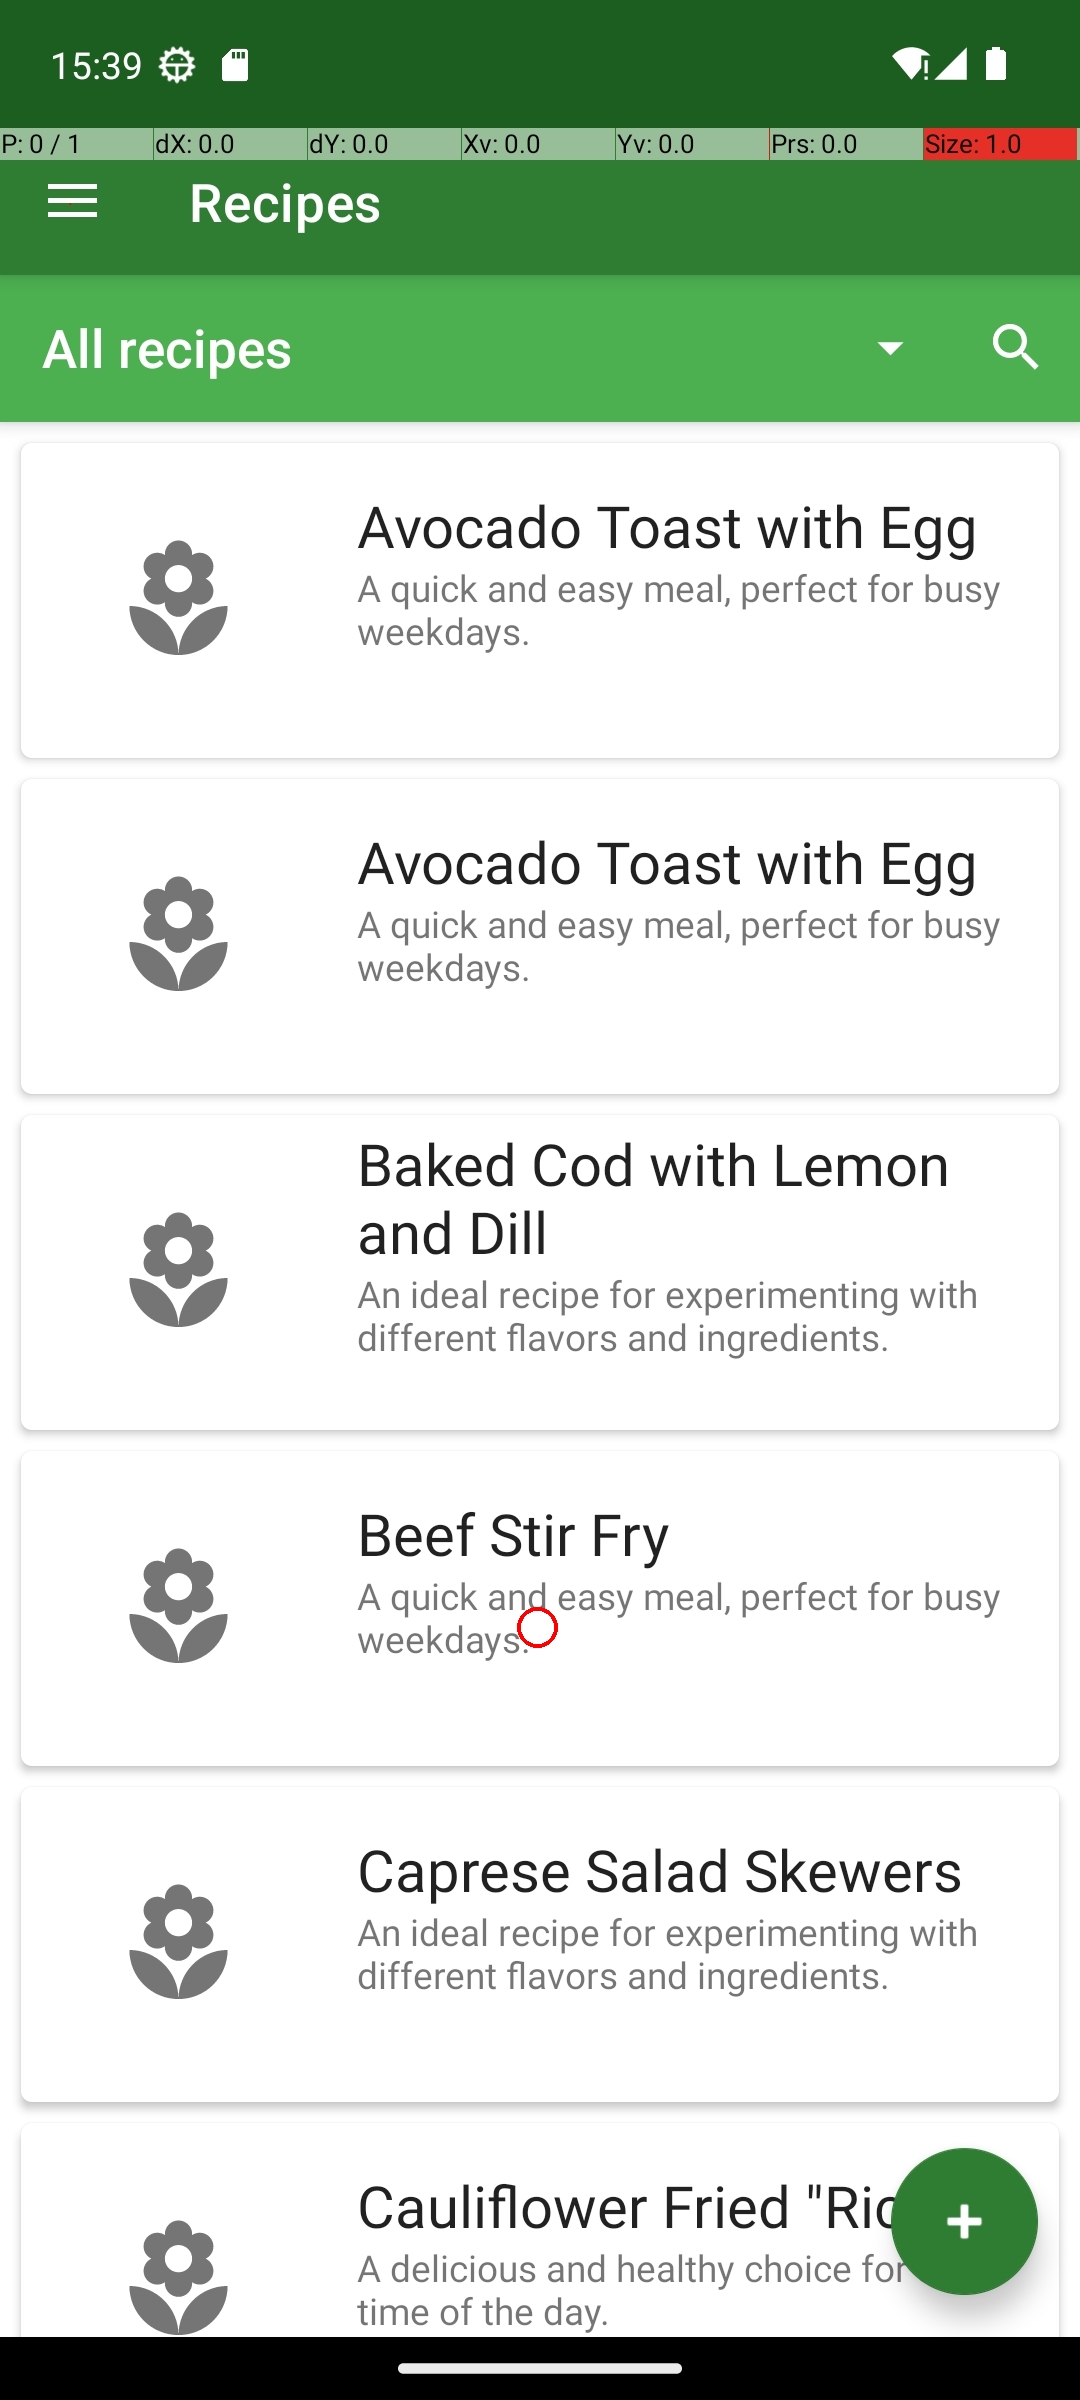 15:39
P: 0 / 1 dX: 0.0 dY: 0.0 Xv: 0.0 Yv: 0.0 Prs: 0.0 Size: 1.0
Recipes
All recipes
Avocado Toast with Egg
A quick and easy meal, perfect for busy
weekdays.
Avocado Toast with Egg
A quick and easy meal, perfect for busy
weekdays.
Baked Cod with Lemon
and Dill
An ideal recipe for experimenting with
different flavors and ingredients.
Beef Stir Fry
A quick and easy meal, perfect for busy
weekdays.
Caprese Salad Skewers
An ideal recipe for experimenting with
different flavors and ingredients.
Cauliflower Fried
A delicious and healthy choice for
time of the day.